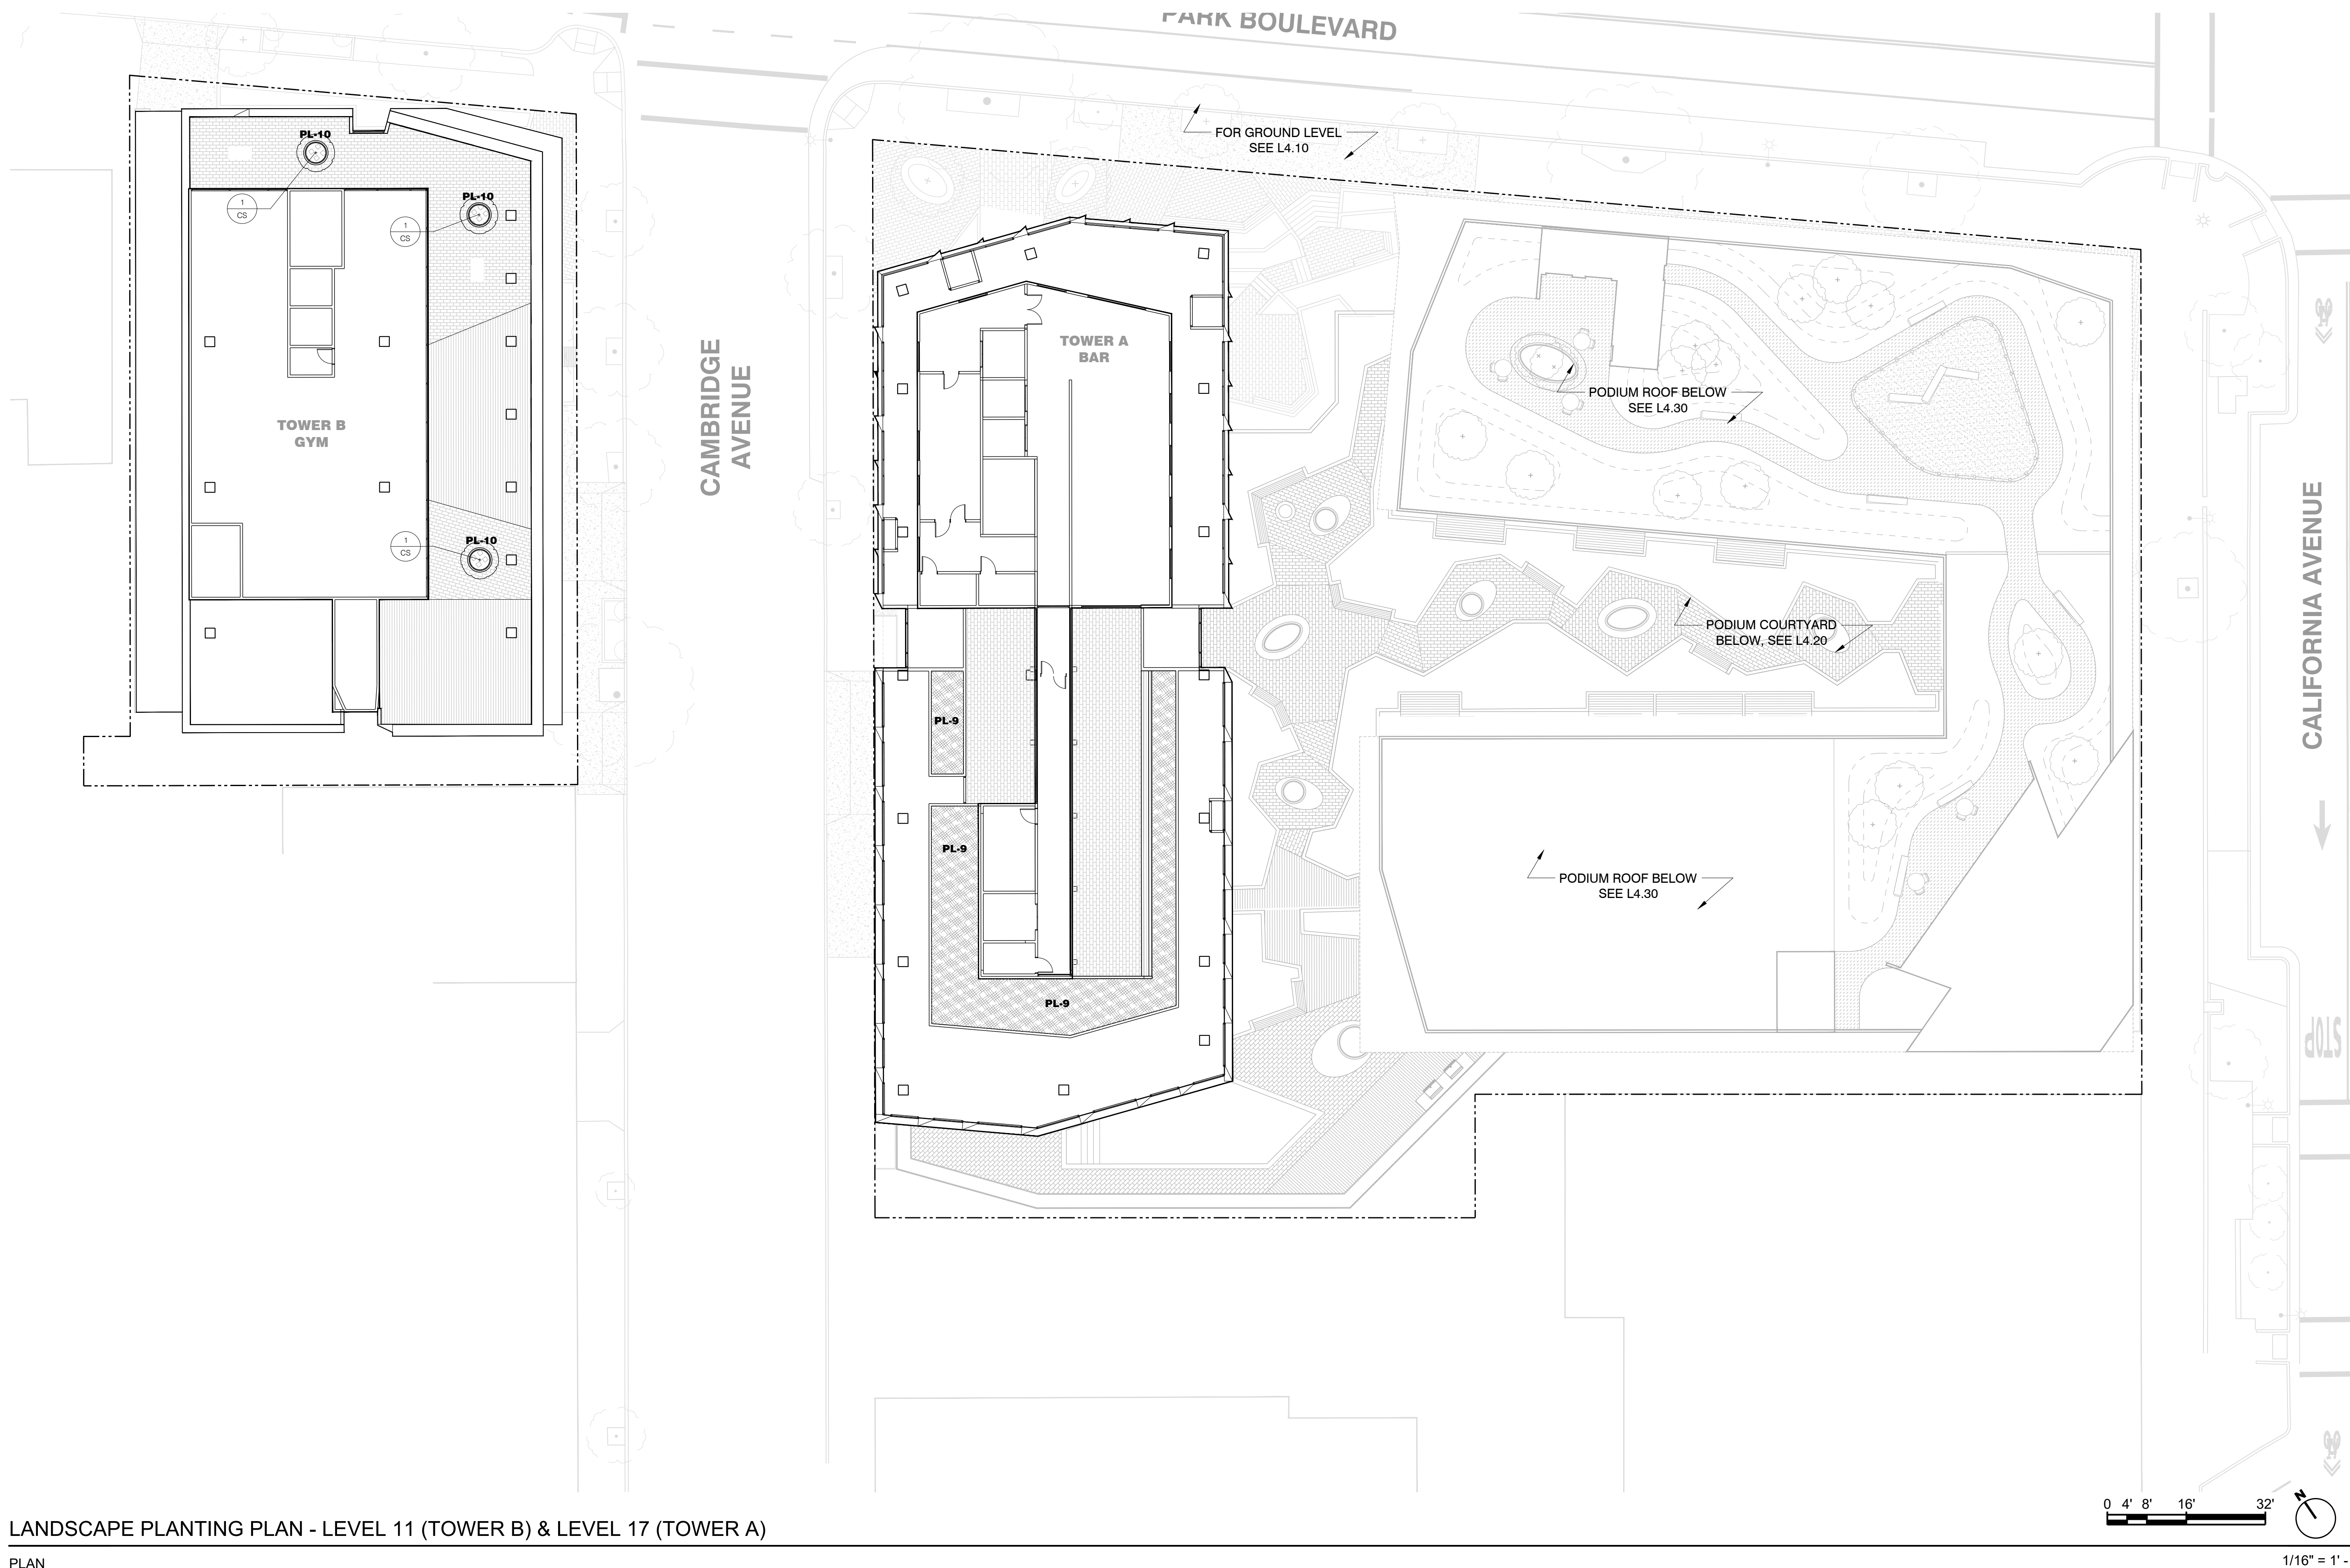 PARK BOULEVARD
FOR GROUND LEVEL
SEE L4.10
PL-10
1
CS
PL-10
1
CS
TOWER B
GYM
PL-10
1
CS
CAMBRIDGE
AVENUE
TOWER A
BAR
PODIUM ROOF BELOW
SEE L4.30
PODIUM COURTYARD
BELOW, SEE L4.20
PL-9
PL-9
PL-9
PODIUM ROOF BELOW
SEE L4.30
CALIFORNIA AVENUE
STOP
0 4' 8' 16' 32'
N
LANDSCAPE PLANTING PLAN - LEVEL 11 (TOWER B) & LEVEL 17 (TOWER A)
PLAN
1/16" = 1' -